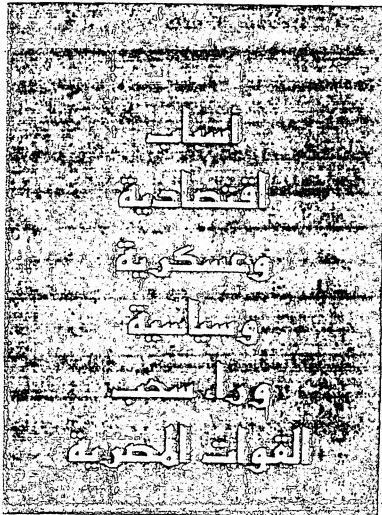 أسباب
اقتصادية
وعسكرية
وسياسية
وراء سحب
القوات المصرية